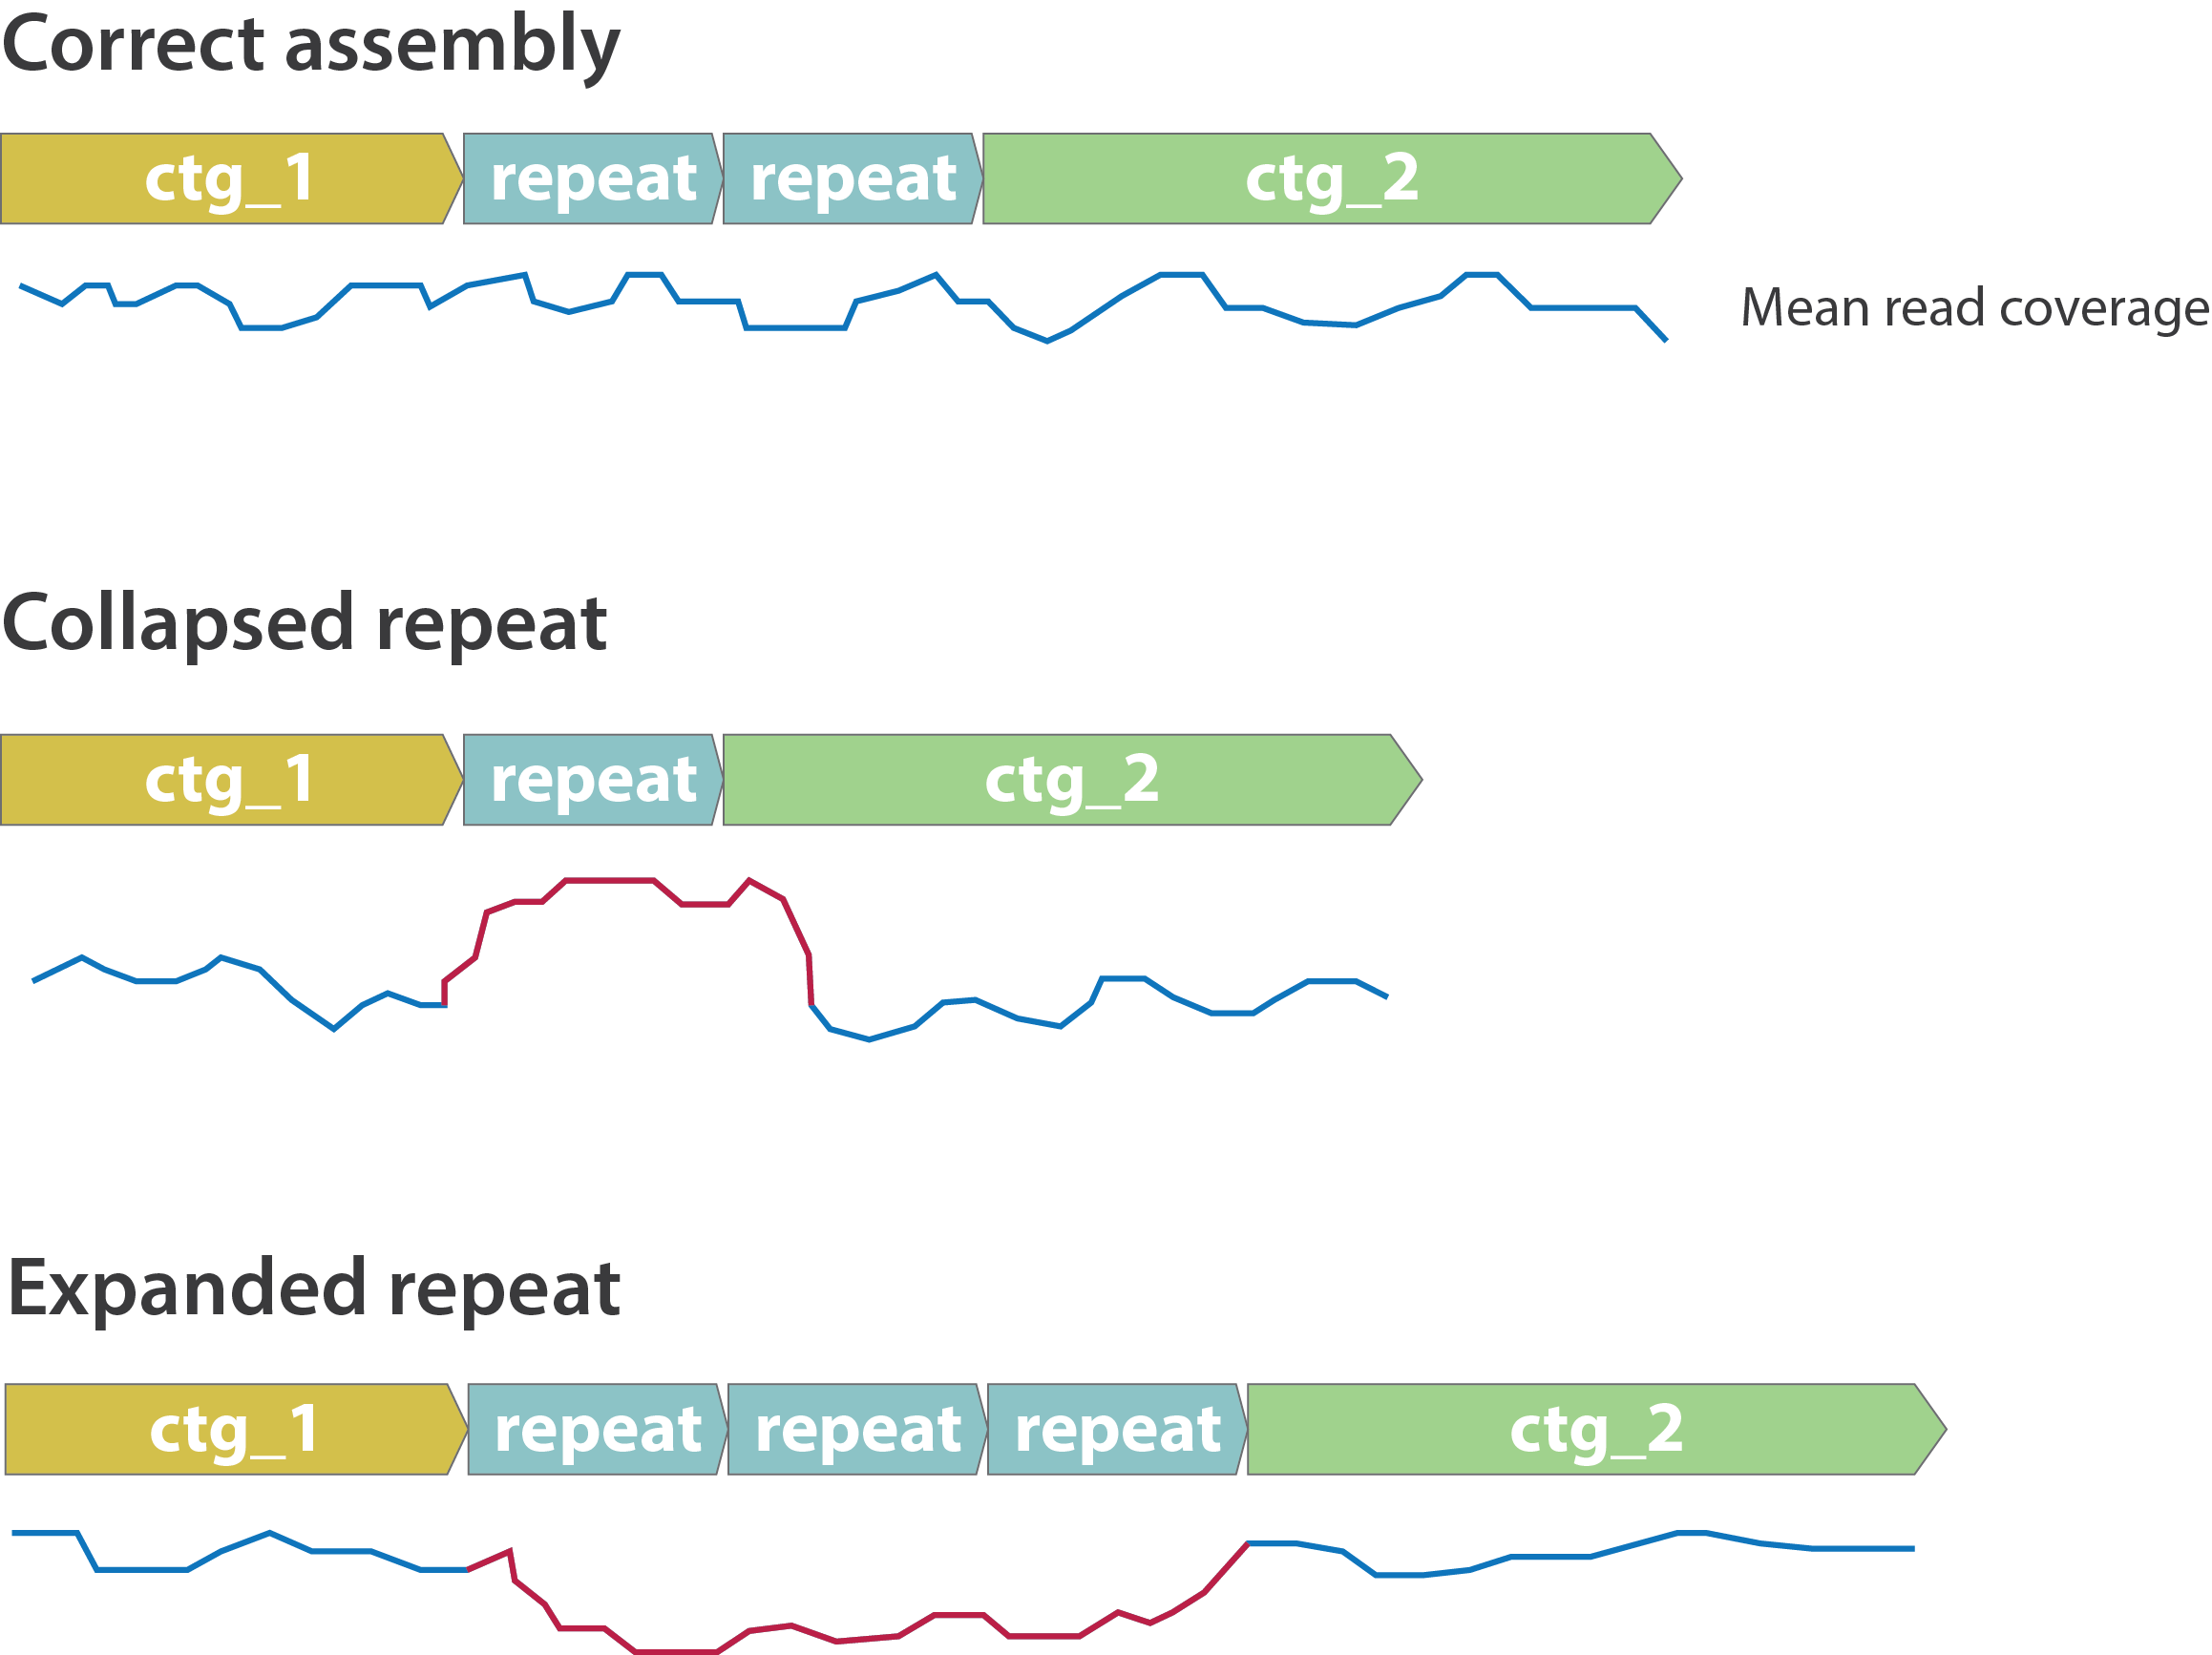 Correct assembly
ctg_1 repeat repeat ctg_2
Mean read coverage
Collapsed repeat
ctg_1 repeat ctg_2
Expanded repeat
ctg_1 repeat repeat repeat ctg_2